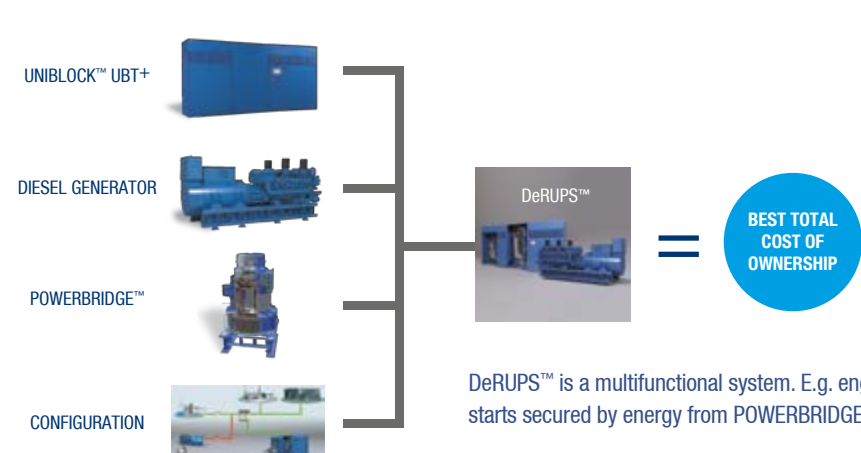 UNIBLOCK™ UBT+
DIESEL GENERATOR
POWERBRIDGE™
CONFIGURATION
DeRUPS™
=
BEST TOTAL
COST OF
OWNERSHIP
DeRUPS™ is a multifunctional system. E.g.
starts secured by energy from POWERBRIDGE